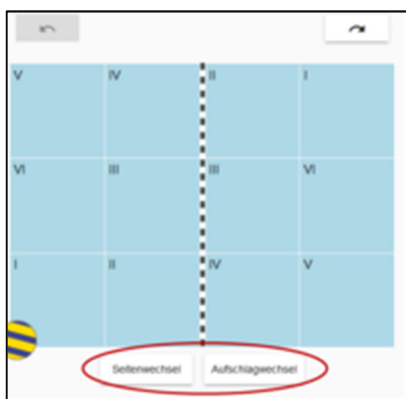 V IV II I
VI III III VI
I II IV V
Seitenwechsel Aufschlagwechsel